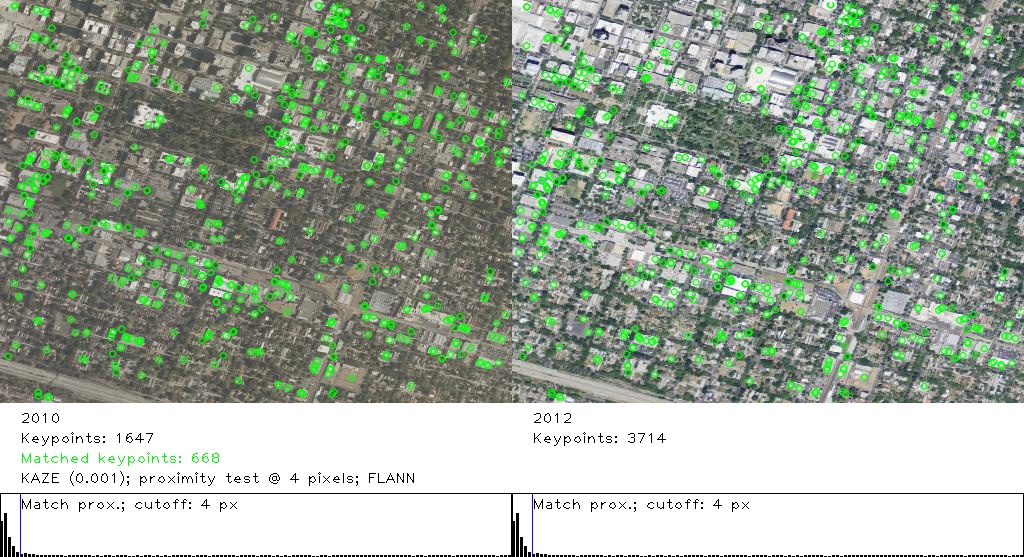 2010
Keypoints: 1647
Matched keypoints: 668
KAZE (0.001); proximity test @ 4 pixels; FLANN
2012
Keypoints: 3714
Match prox.; cutoff: 4 px
Match prox.; cutoff: 4 px